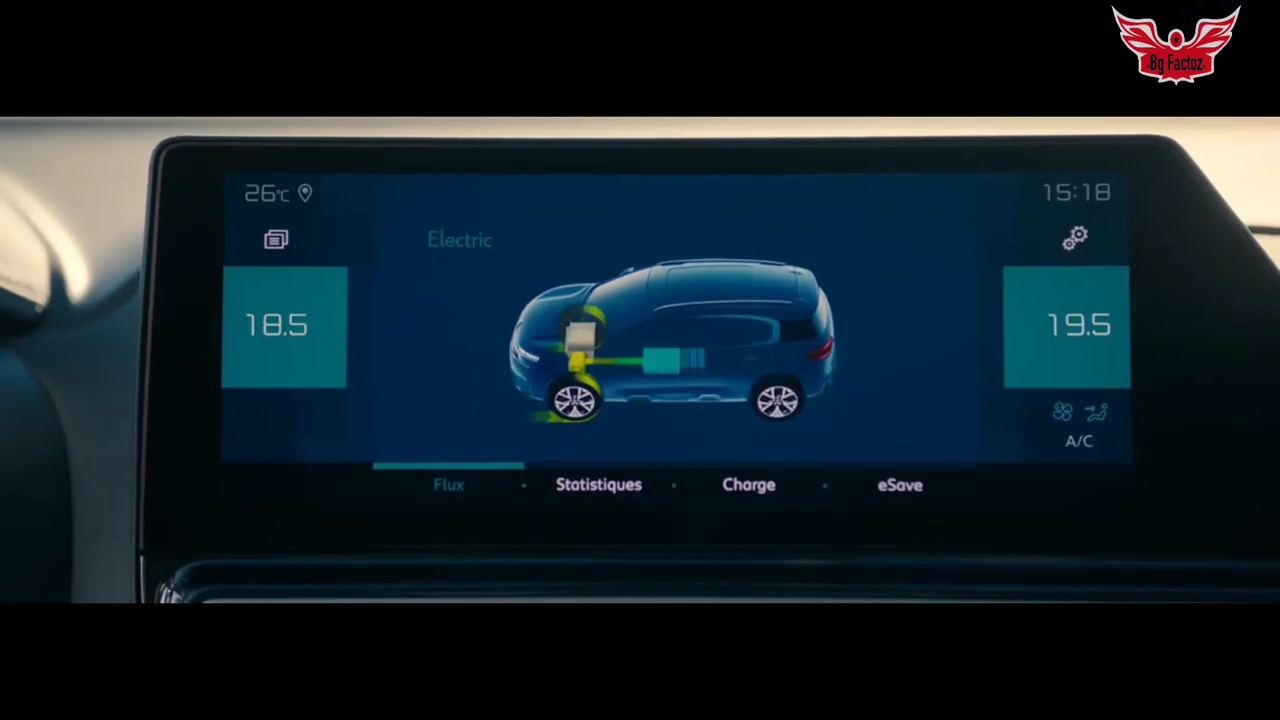 Bg Factoz
26°C
15:18
Electric
18.5
19.5
A/C
Flux • Statistiques • Charge • eSave